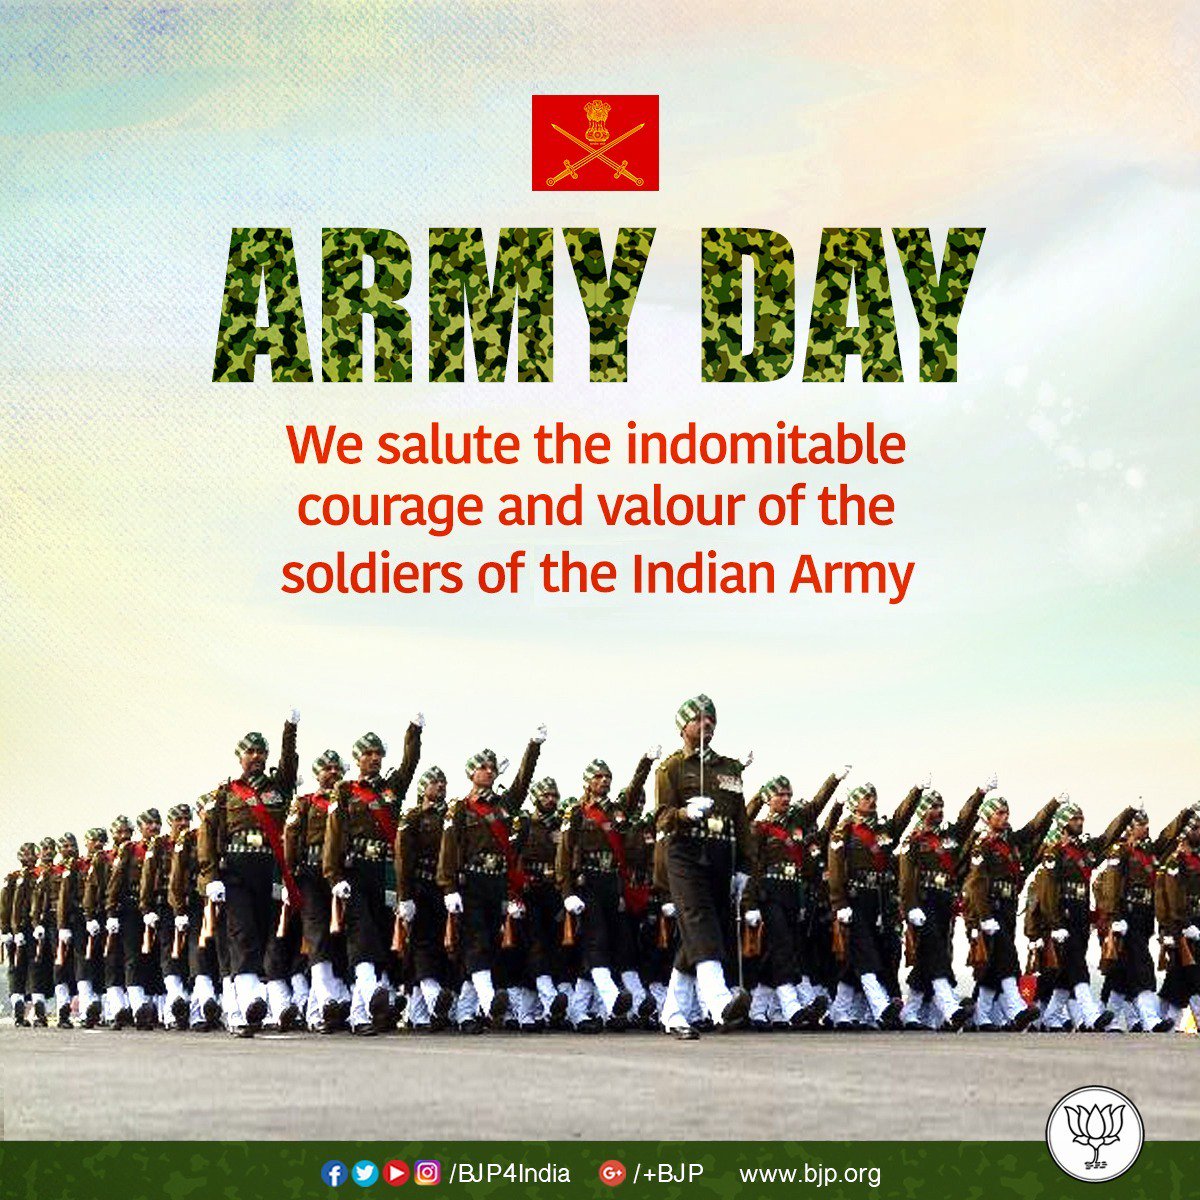 ARMY DAY
We salute the indomitable
courage and valour of the
soldiers of the Indian Army
/BJP4India /+BJP www.bjp.org